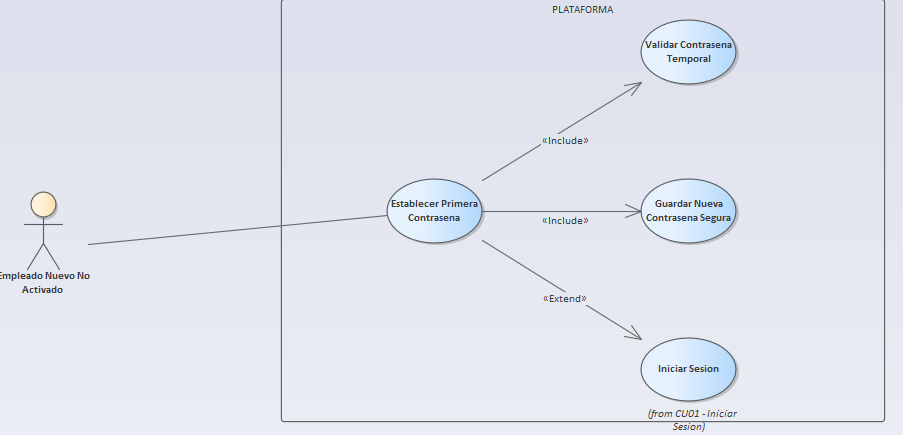 PLATAFORMA
Validar Contrasena
Temporal
«Include»
Establecer Primera
Contrasena
Guardar Nueva
Contrasena Segura
«Include»
Empleado Nuevo No
Activado
«Extend»
Iniciar Sesion
(from CU01 - Iniciar
Sesion)